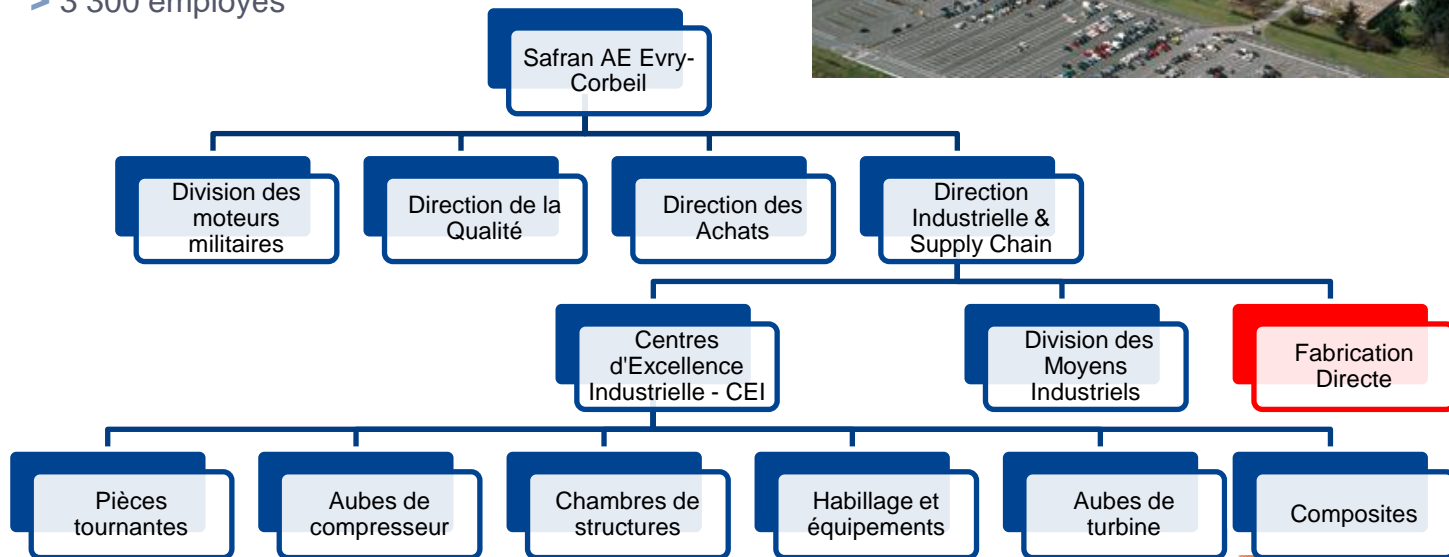 > 3 300 employés
Safran AE Evry-
Corbeil
Division des
moteurs
militaires
Direction de la
Qualité
Direction des
Achats
Direction
Industrielle &
Supply Chain
Centres
d'Excellence
Industrielle - CEI
Division des
Moyens
Industriels
Fabrication
Directe
Pièces
tournantes
Aubes de
compresseur
Chambres de
structures
Habillage et
équipements
Aubes de
turbine
Composites